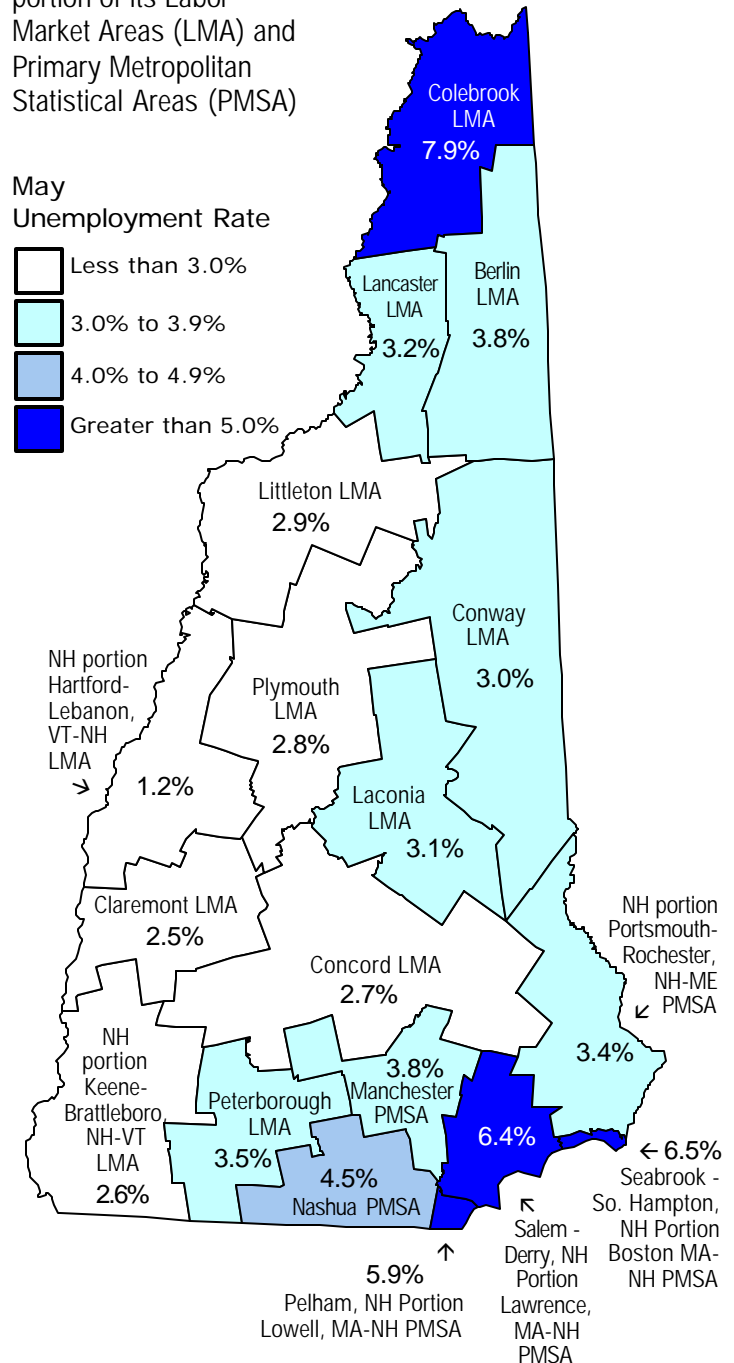 portion of its Labor
Market Areas (LMA) and
Primary Metropolitan
Statistical Areas (PMSA)
May
Unemployment Rate
Less than 3.0%
3.0% to 3.9%
4.0% to 4.9%
Greater than 5.0%
Colebrook
LMA
7.9%
Lancaster
LMA
3.2%
Berlin
LMA
3.8%
Littleton LMA
2.9%
Conway
LMA
3.0%
NH portion
Hartford-
Lebanon,
VT-NH
LMA
1.2%
Plymouth
LMA
2.8%
Laconia
LMA
3.1%
Claremont LMA
2.5%
Concord LMA
2.7%
NH portion
Portsmouth-
Rochester,
NH-ME
PMSA
3.4%
NH
portion
Keene-
Brattleboro,
NH-VT
LMA
2.6%
Peterborough
LMA
3.5%
3.8%
Manchester
PMSA
4.5%
Nashua PMSA
6.4%
← 6.5%
Seabrook -
So. Hampton,
NH Portion
Boston MA-
NH PMSA
5.9%
Pelham, NH Portion
Lowell, MA-NH PMSA
Salem -
Derry, NH
Portion
Lawrence,
MA-NH
PMSA